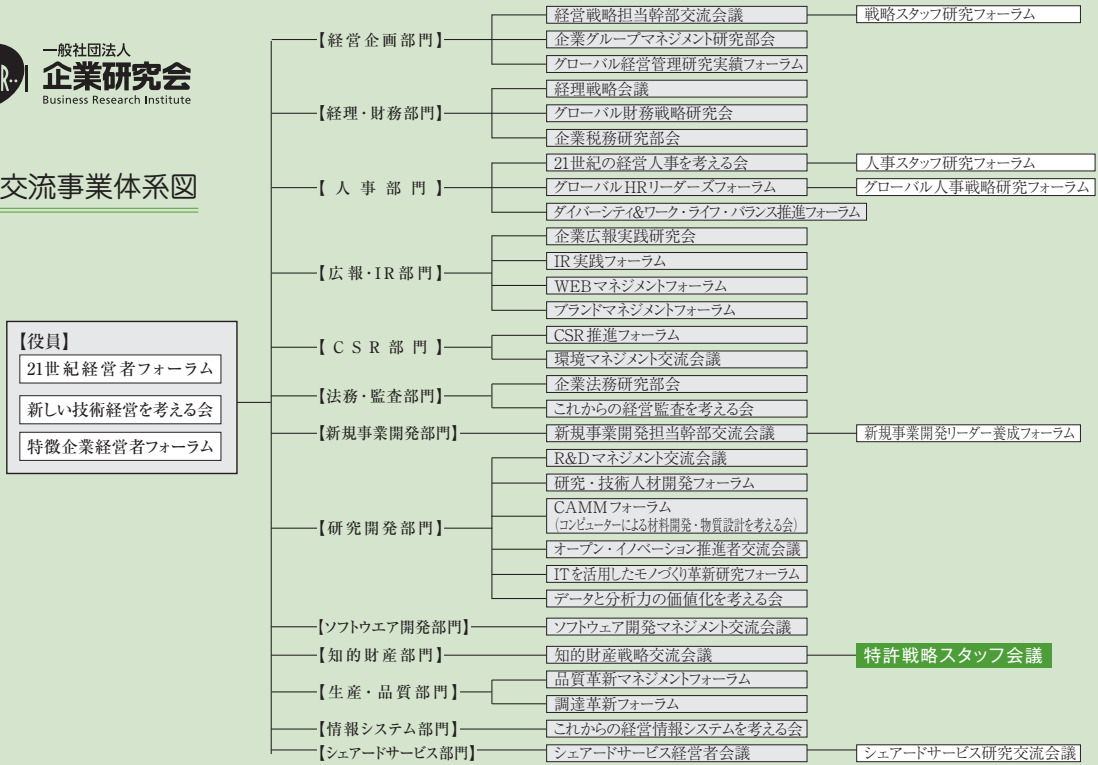 一般社団法人
企業研究会
Business Research Institute
交流事業体系図
【役員】
21世紀経営者フォーラム
新しい技術経営を考える会
特徴企業経営者フォーラム
【経営企画部門】
経営戦略担当幹部交流会議
戦略スタッフ研究フォーラム
企業グループマネジメント研究部会
グローバル経営管理研究実績フォーラム
【経理・財務部門】
経理戦略会議
グローバル財務戦略研究会
企業税務研究部会
【人事部門】
21世紀の経営人事を考える会
人事スタッフ研究フォーラム
グローバルHRリーダーズフォーラム
グローバル人事戦略研究フォーラム
ダイバーシティ&ワーク・ライフ・バランス推進フォーラム
【広報・IR部門】
企業広報実践研究会
IR実践フォーラム
WEBマネジメントフォーラム
ブランドマネジメントフォーラム
【CSR部門】
CSR推進フォーラム
環境マネジメント交流会議
【法務・監査部門】
企業法務研究部会
これからの経営監査を考える会
【新規事業開発部門】
新規事業開発担当幹部交流会議
新規事業開発リーダー養成フォーラム
【研究開発部門】
R&Dマネジメント交流会議
研究・技術人材開発フォーラム
CAMMフォーラム
(コンピューターによる材料開発・物質設計を考える会)
オープン・イノベーション推進者交流会議
ITを活用したモノづくり革新研究フォーラム
データと分析力の価値化を考える会
【ソフトウエア開発部門】
ソフトウェア開発マネジメント交流会議
【知的財産部門】
知的財産戦略交流会議
特許戦略スタッフ会議
【生産・品質部門】
品質革新マネジメントフォーラム
調達革新フォーラム
【情報システム部門】
これからの経営情報システムを考える会
【シェアードサービス部門】
シェアードサービス経営者会議
シェアードサービス研究交流会議